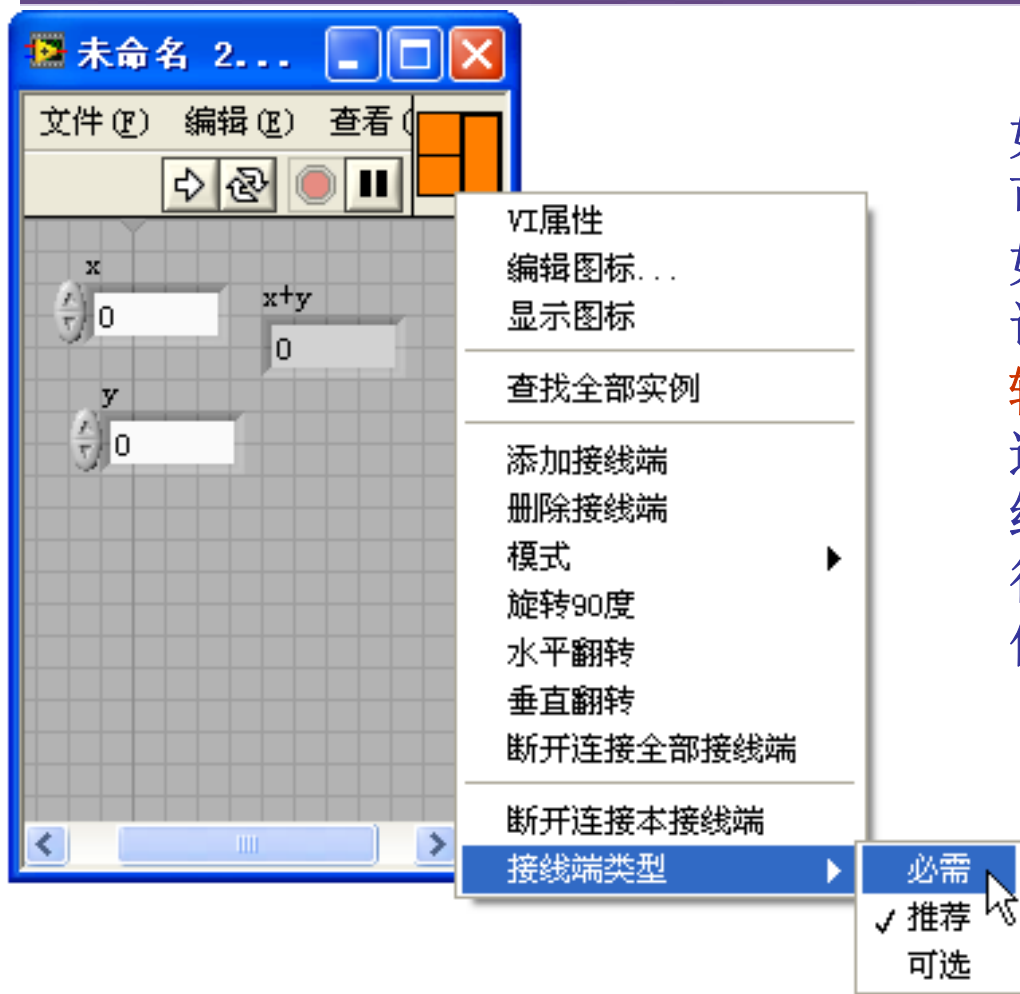 未命名 2...
文件(F) 编辑(E) 查看(
x
0
x+y
0
y
0
VI属性
编辑图标...
显示图标
查找全部实例
添加接线端
删除接线端
模式
旋转90度
水平翻转
垂直翻转
断开连接全部接线端
断开连接本接线端
接线端类型
必需
✓推荐
可选